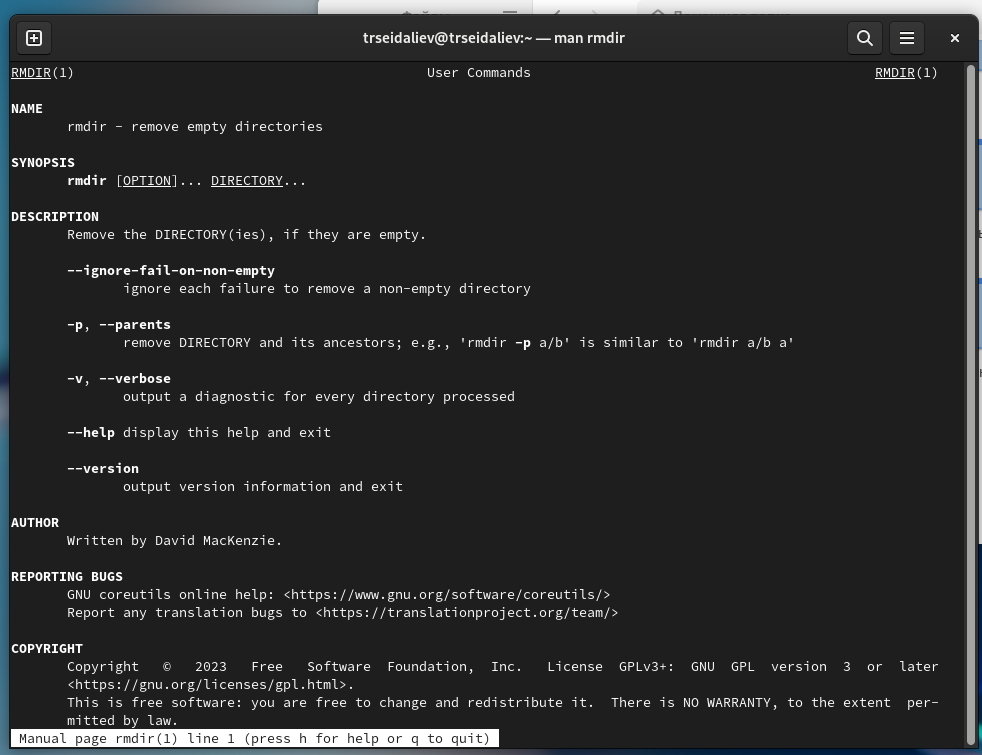 trseidaliev@trseidaliev:~ — man rmdir
RMDIR(1) User Commands RMDIR(1)
NAME
rmdir - remove empty directories
SYNOPSIS
rmdir [OPTION]... DIRECTORY...
DESCRIPTION
Remove the DIRECTORY(ies), if they are empty.
--ignore-fail-on-non-empty
ignore each failure to remove a non-empty directory
-p, --parents
remove DIRECTORY and its ancestors; e.g., 'rmdir -p a/b' is similar to 'rmdir a/b a'
-v, --verbose
output a diagnostic for every directory processed
--help display this help and exit
--version
output version information and exit
AUTHOR
Written by David MacKenzie.
REPORTING BUGS
GNU coreutils online help: <https://www.gnu.org/software/coreutils/>
Report any translation bugs to <https://translationproject.org/team/>
COPYRIGHT
Copyright © 2023 Free Software Foundation, Inc. License GPLv3+: GNU GPL version 3 or later
<https://gnu.org/licenses/gpl.html>.
This is free software: you are free to change and redistribute it. There is NO WARRANTY, to the extent per-
mitted by law.
Manual page rmdir(1) line 1 (press h for help or q to quit)